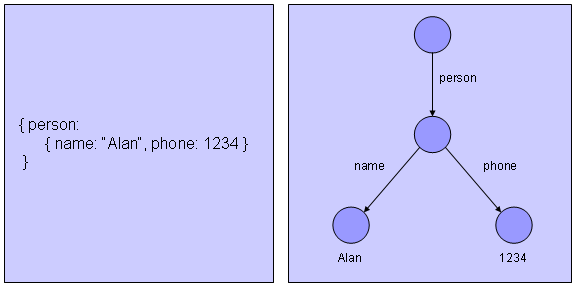 { person:
{ name: "Alan", phone: 1234 }
}
person
name
phone
Alan
1234